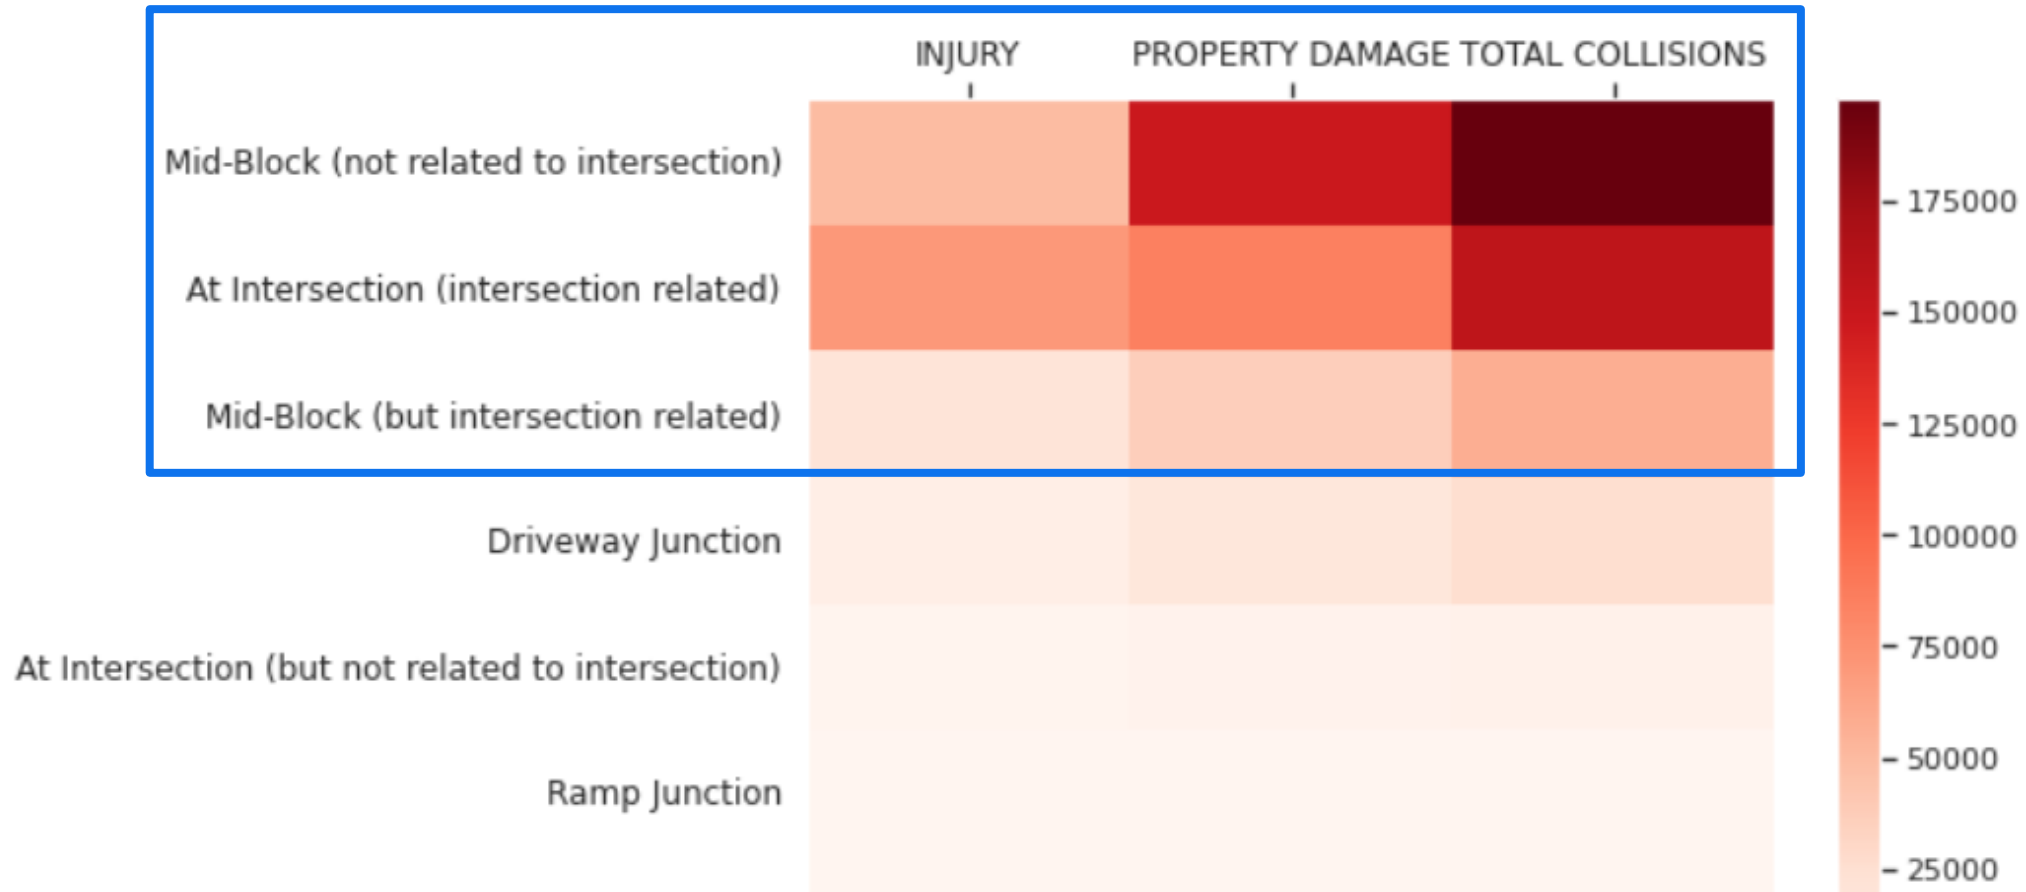 INJURY PROPERTY DAMAGE TOTAL COLLISIONS
Mid-Block (not related to intersection)
At Intersection (intersection related)
Mid-Block (but intersection related)
Driveway Junction
At Intersection (but not related to intersection)
Ramp Junction
175000
150000
125000
100000
75000
50000
25000